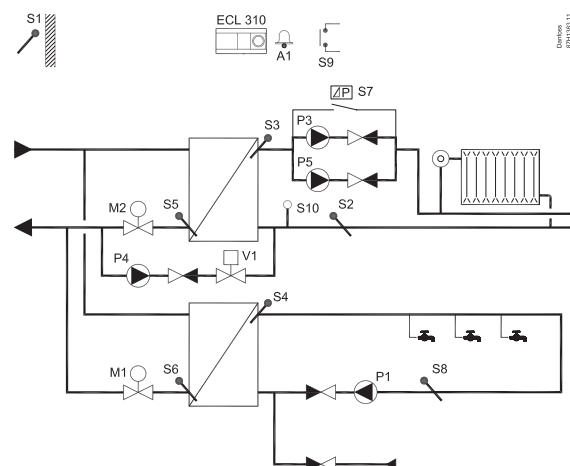 S1
ECL 310
A1
S9
Danfoss
87H1363.11
⊿P S7
P3
S3
P5
M2
S5
S10
S2
P4
V1
S4
M1
S6
P1
S8